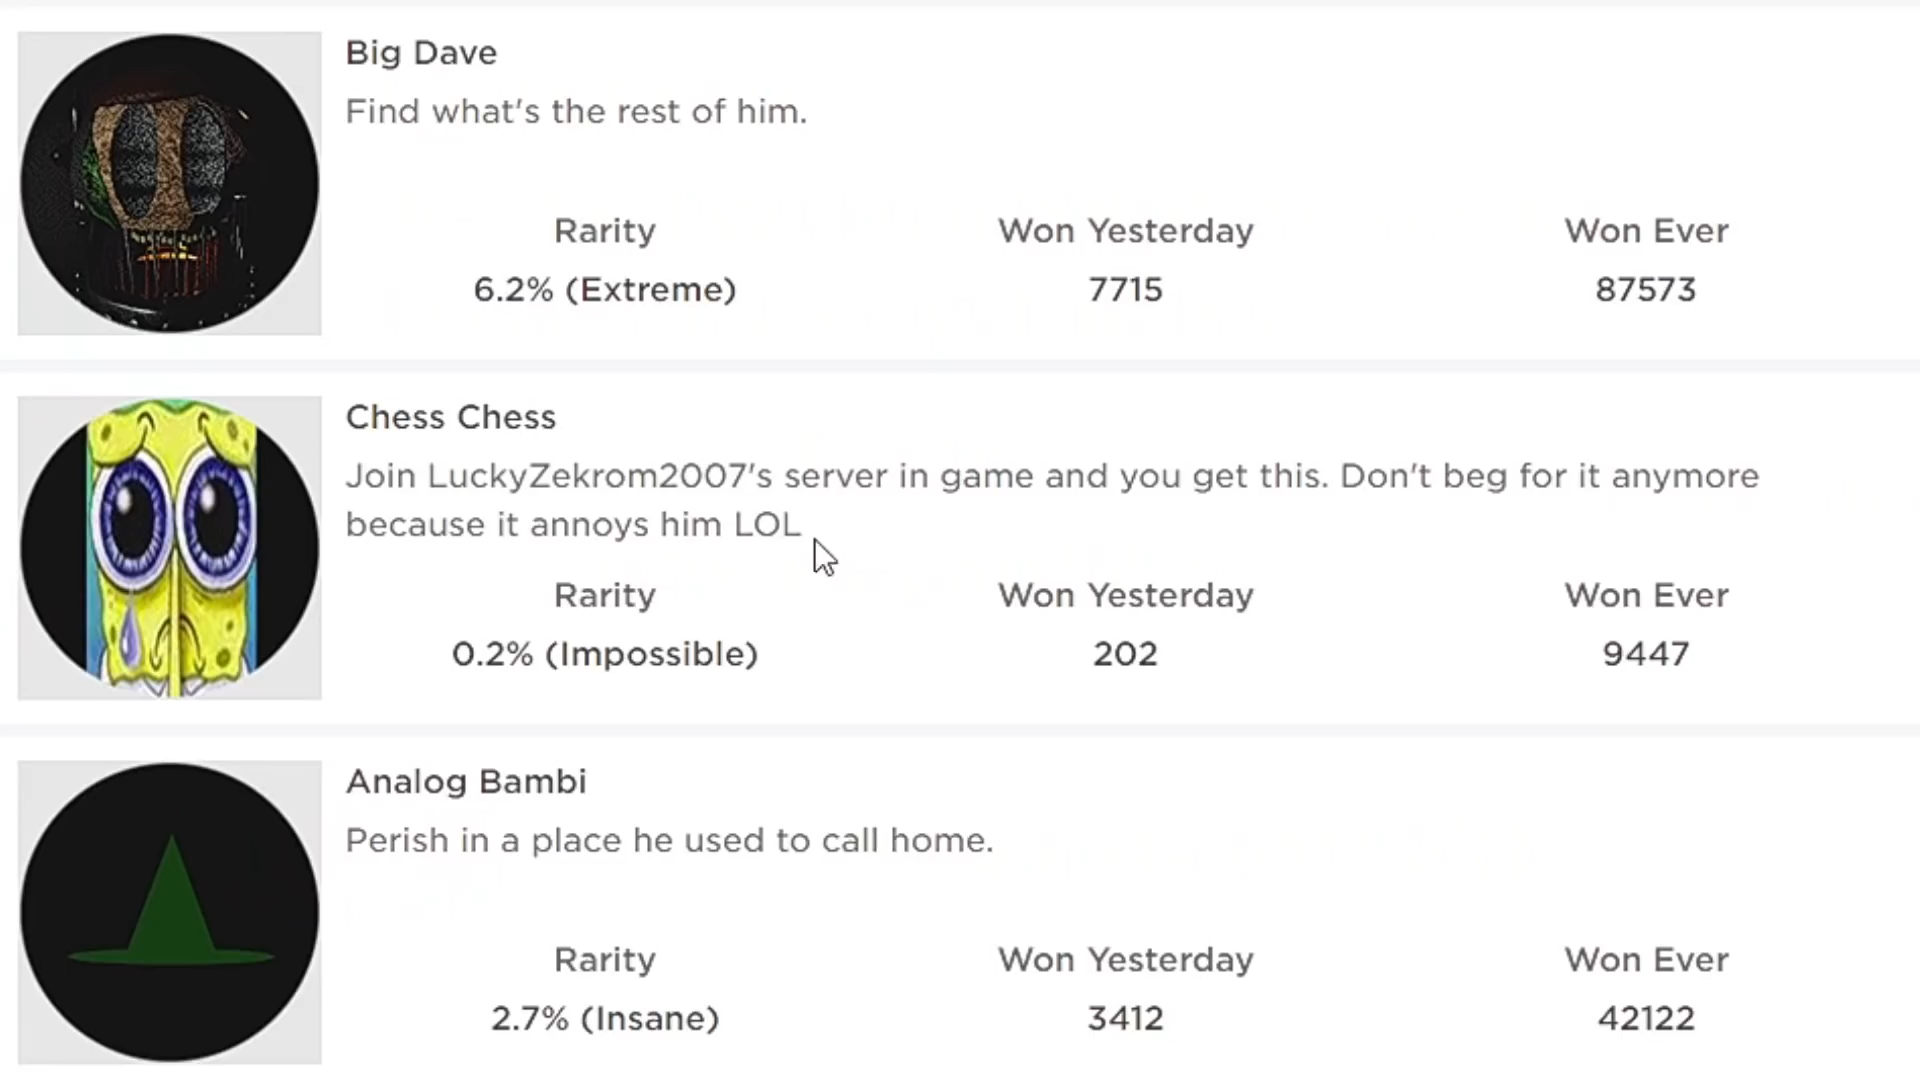 Big Dave
Find what's the rest of him.
Rarity Won Yesterday Won Ever
6.2% (Extreme) 7715 87573
Chess Chess
Join LuckyZekrom2007's server in game and you get this. Don't beg for it anymore
because it annoys him LOL
Rarity Won Yesterday Won Ever
0.2% (Impossible) 202 9447
Analog Bambi
Perish in a place he used to call home.
Rarity Won Yesterday Won Ever
2.7% (Insane) 3412 42122